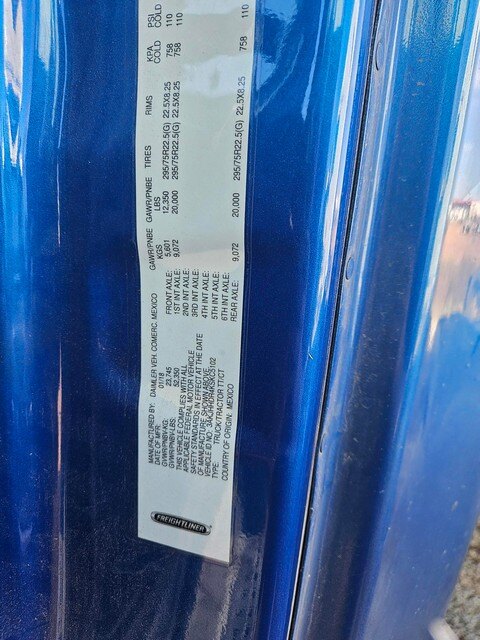 FREIGHTLINER
MANUFACTURED BY: DAIMLER VEH. COMERC. MEXICO
DATE OF MFR: 01/18
GVWR/PNBV-KG: 23,745
GVWR/PNBV-LBS: 52,350
THIS VEHICLE COMPLIES WITH ALL
APPLICABLE FEDERAL MOTOR VEHICLE
SAFETY STANDARDS IN EFFECT AT THE DATE
OF MANUFACTURE SHOWN ABOVE.
VEHICLE ID NO.:
TYPE: TRUCK/TRACTOR TT/CT
COUNTRY OF ORIGIN: MEXICO
GAWR/PNBE KGS GAWR/PNBE LBS TIRES RIMS KPA COLD PSI COLD
FRONT AXLE: 5,601 12,350 295/75R22.5(G) 22.5X8.25 758 110
1ST INT AXLE: 9,072 20,000 295/75R22.5(G) 22.5X8.25 758 110
2ND INT AXLE:
3RD INT AXLE:
4TH INT AXLE:
5TH INT AXLE:
6TH INT AXLE:
REAR AXLE: 9,072 20,000 295/75R22.5(G) 22.5X8.25 758 110